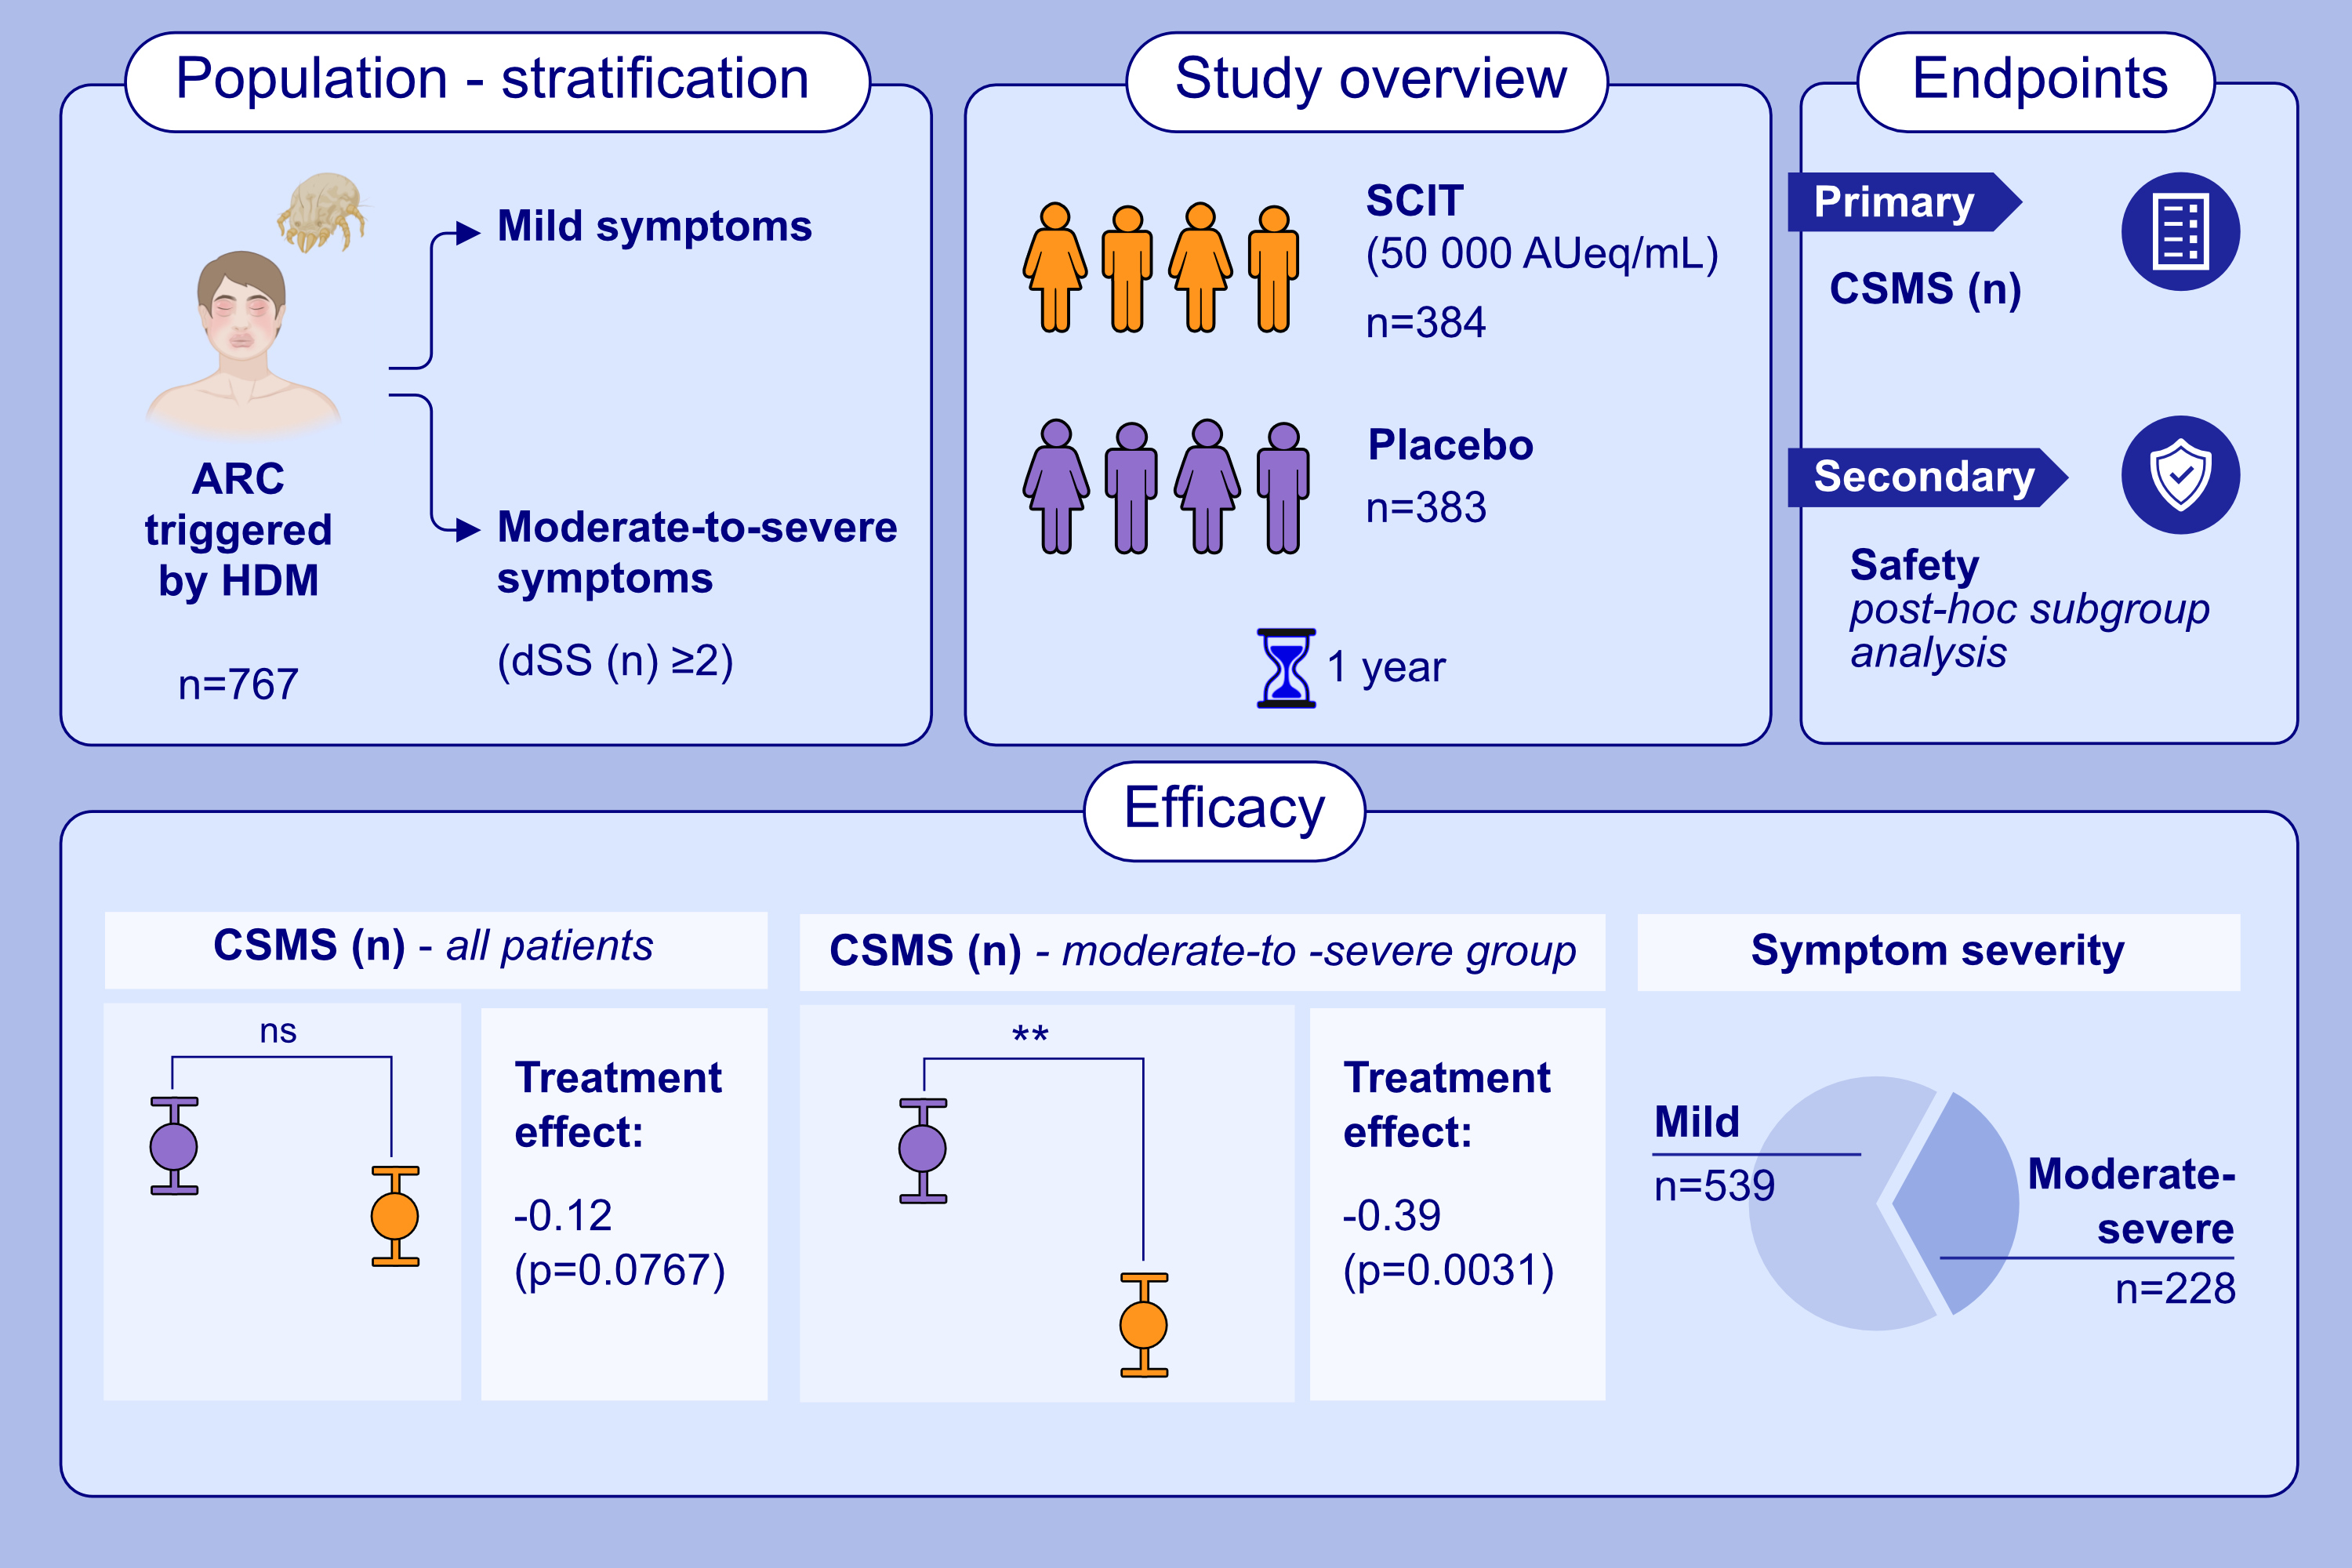 Population - stratification
Mild symptoms
ARC
triggered
by HDM
n=767
Moderate-to-severe
symptoms
(dSS (n) ≥2)
Study overview
SCIT
(50 000 AUeq/mL)
n=384
Placebo
n=383
1 year
Endpoints
Primary
CSMS (n)
Secondary
Safety
post-hoc subgroup
analysis
Efficacy
CSMS (n) - all patients
ns
Treatment
effect:
-0.12
(p=0.0767)
CSMS (n) - moderate-to -severe group
**
Treatment
effect:
-0.39
(p=0.0031)
Symptom severity
Mild
n=539
Moderate-
severe
n=228